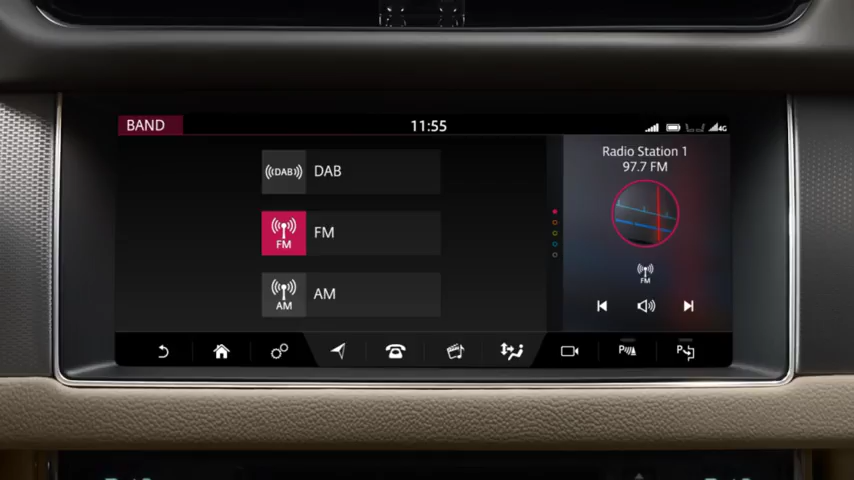 BAND
11:55
4G
Radio Station 1
97.7 FM
((DAB))
DAB
FM
FM
AM
AM
FM
P
P